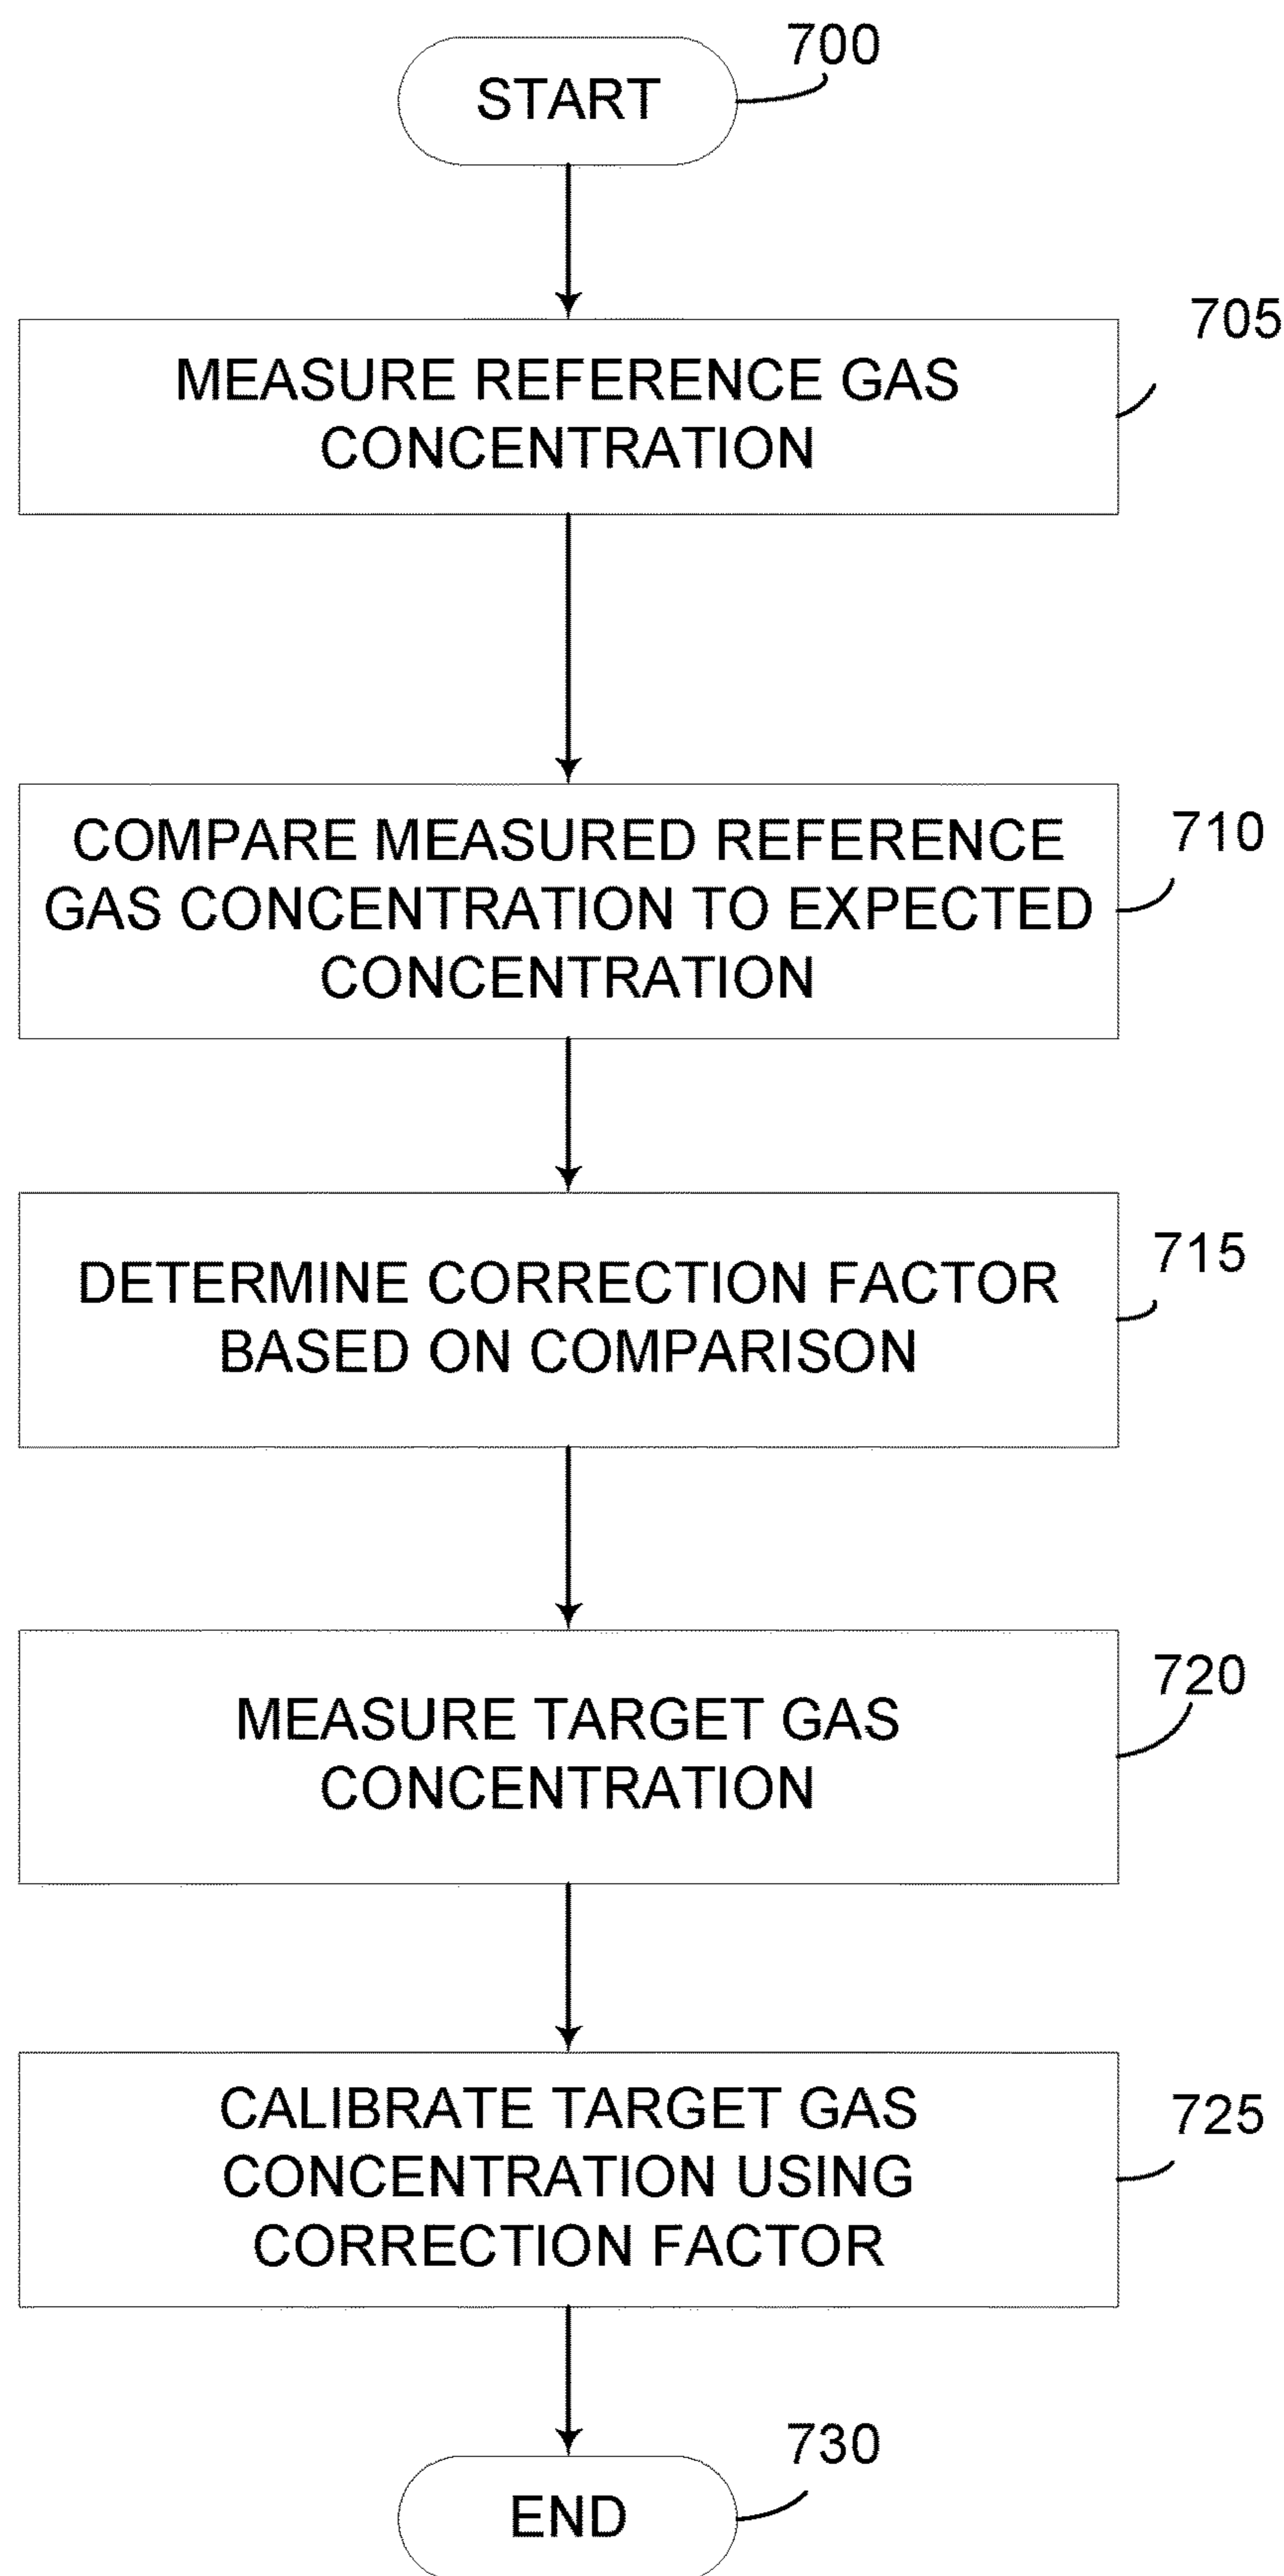 START
700
MEASURE REFERENCE GAS
CONCENTRATION
705
COMPARE MEASURED REFERENCE
GAS CONCENTRATION TO EXPECTED
CONCENTRATION
710
DETERMINE CORRECTION FACTOR
BASED ON COMPARISON
715
MEASURE TARGET GAS
CONCENTRATION
720
CALIBRATE TARGET GAS
CONCENTRATION USING
CORRECTION FACTOR
725
END
730